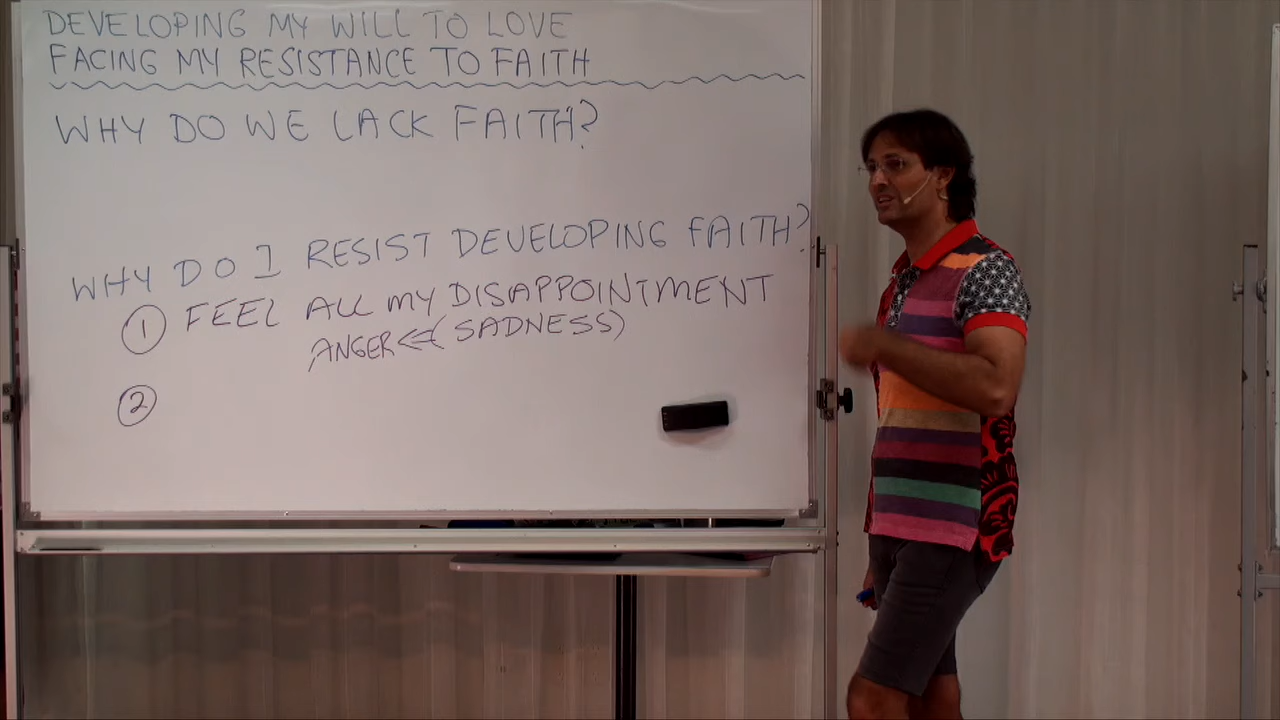 DEVELOPING MY WILL TO LOVE
FACING MY RESISTANCE TO FAITH
WHY DO WE LACK FAITH?
WHY DO I RESIST DEVELOPING FAITH?
1 FEEL ALL MY DISAPPOINTMENT
ANGER <= (SADNESS)
2